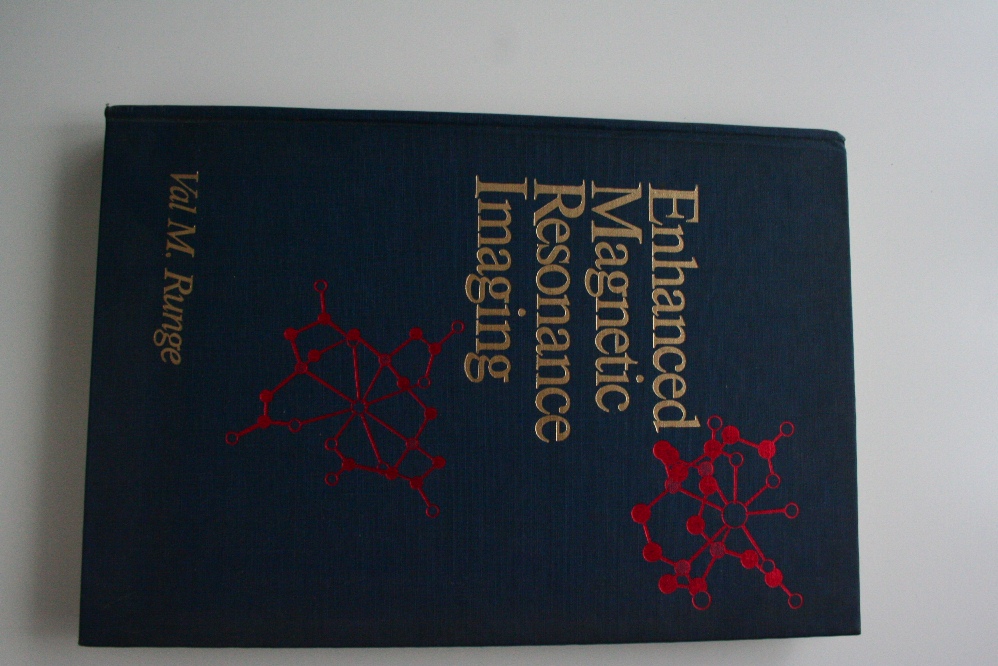 Enhanced
Magnetic
Resonance
Imaging
Val M. Runge